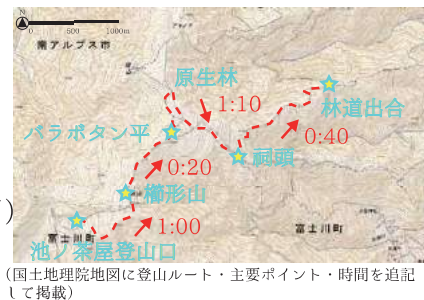 N
0 500 1000m
南アルプス市
原生林
1:10
林道出合
バラボタン平
0:40
祠頭
0:20
櫛形山
1:00
富士川町
池ノ茶屋登山口
富士川町
)
(国土地理院地図に登山ルート・主要ポイント・時間を追記
して掲載)